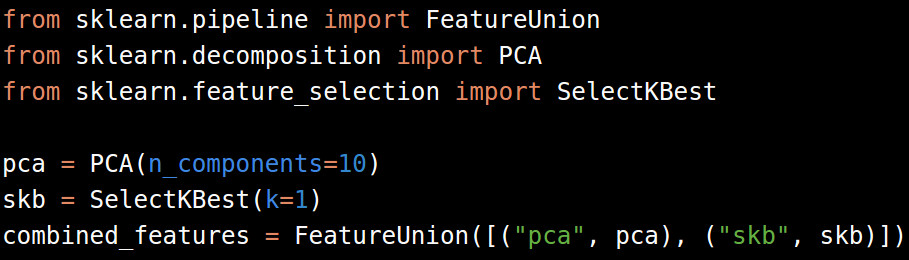 from sklearn.pipeline import FeatureUnion
from sklearn.decomposition import PCA
from sklearn.feature_selection import SelectKBest
pca = PCA(n_components=10)
skb = SelectKBest(k=1)
combined_features = FeatureUnion([("pca", pca), ("skb", skb)])